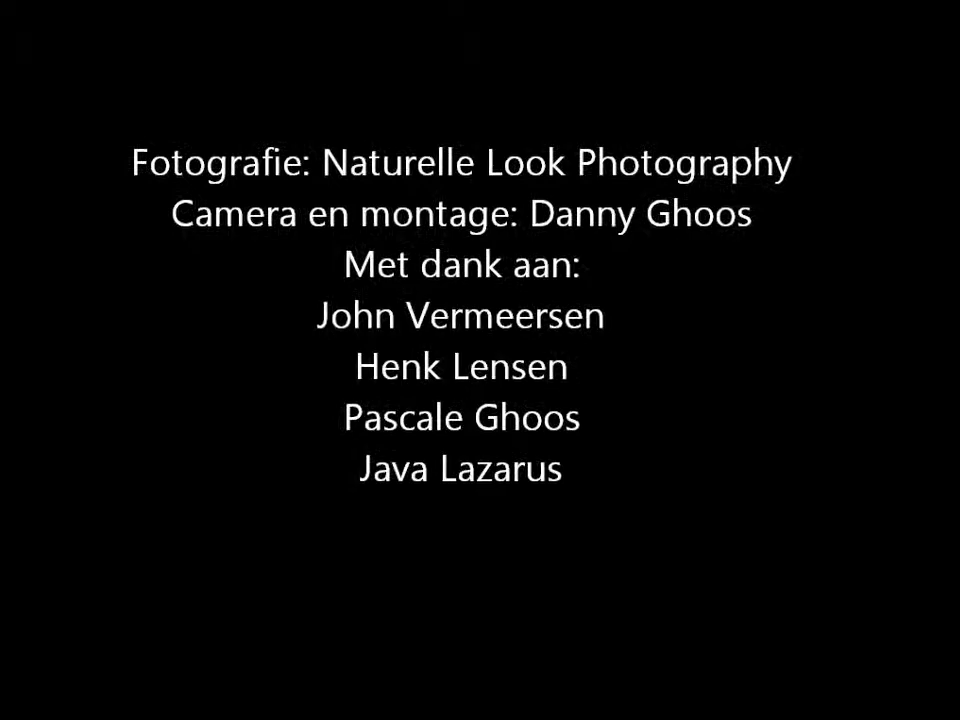 Fotografie: Naturelle Look Photography
Camera en montage: Danny Ghoos
Met dank aan:
John Vermeersen
Henk Lensen
Pascale Ghoos
Java Lazarus